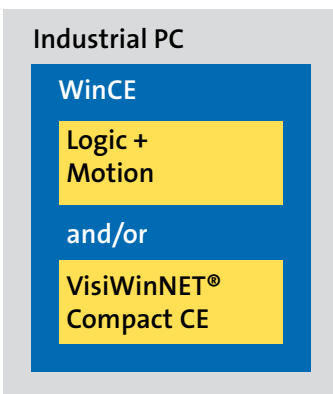 Industrial PC
WinCE
Logic +
Motion
and/or
VisiWinNET®
Compact CE